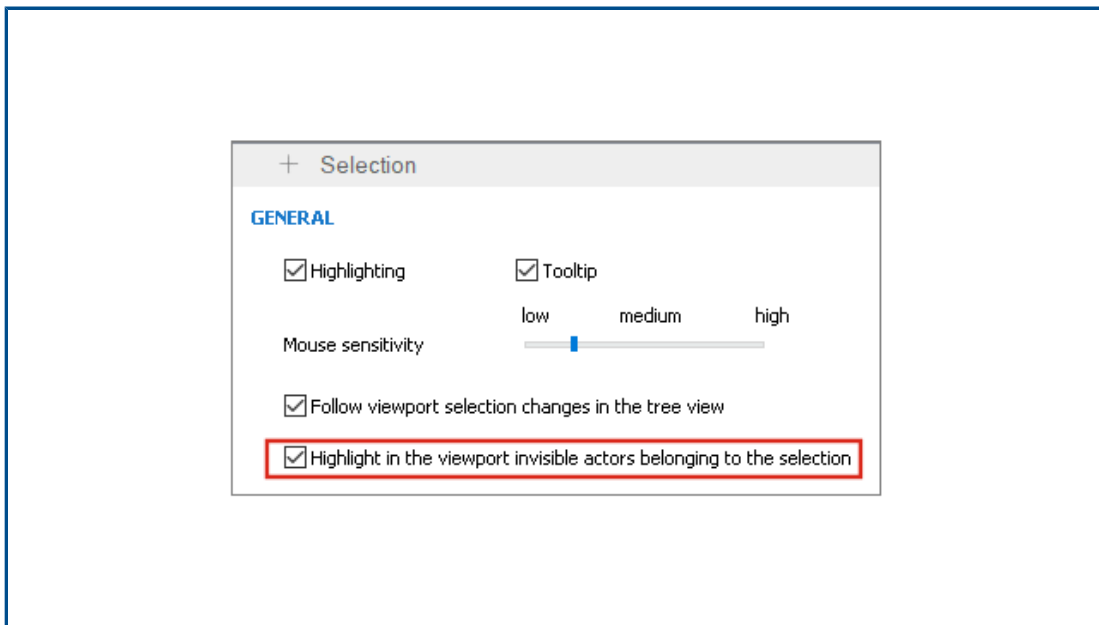 Selection
GENERAL
Highlighting Tooltip
low medium high
Mouse sensitivity
Follow viewport selection changes in the tree view
Highlight in the viewport invisible actors belonging to the selection